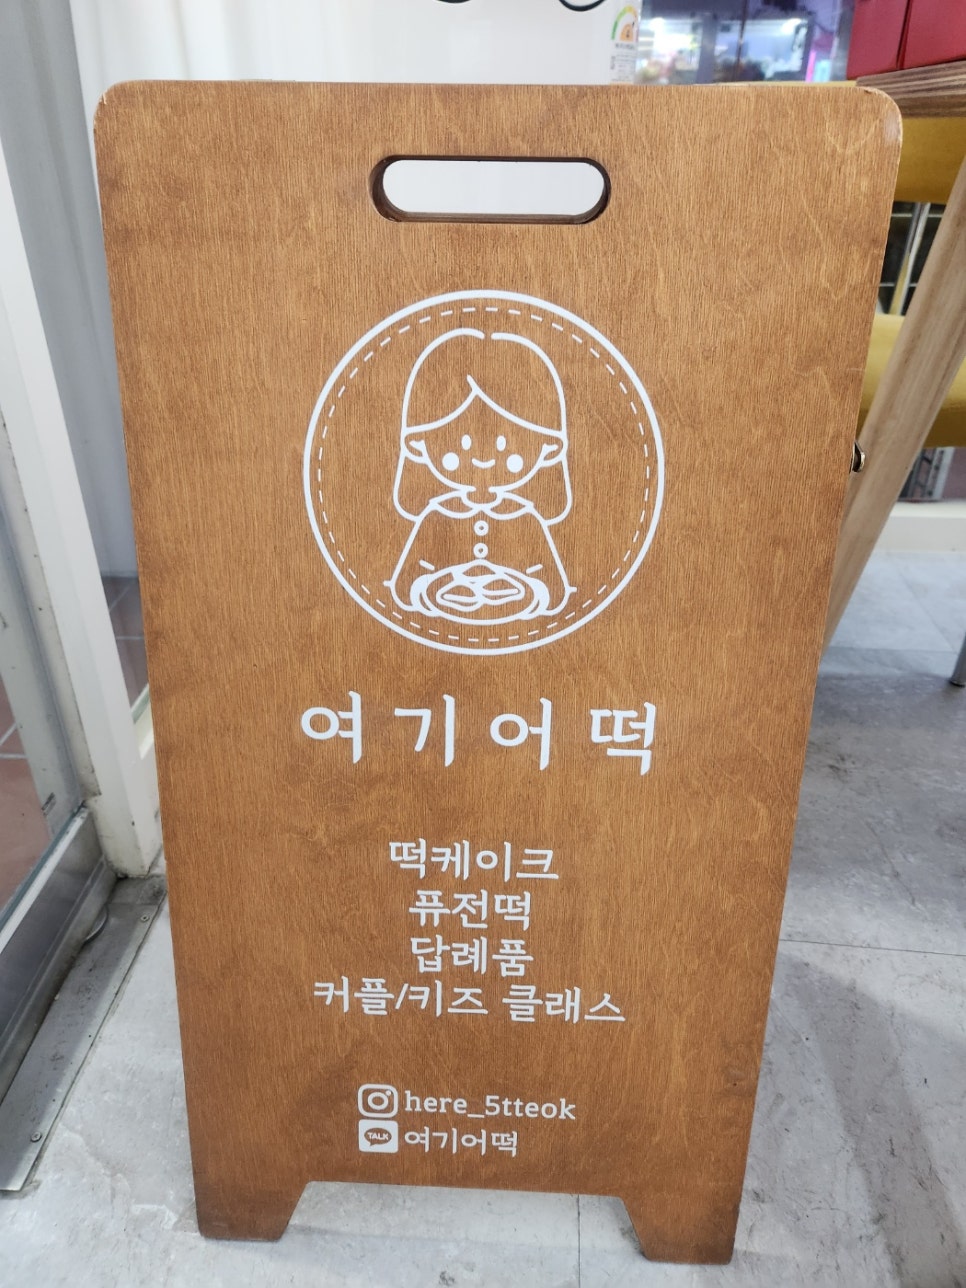 여기어떡
떡케이크
퓨전떡
답례품
커플/키즈 클래스
here_5tteok
TALK
여기어떡